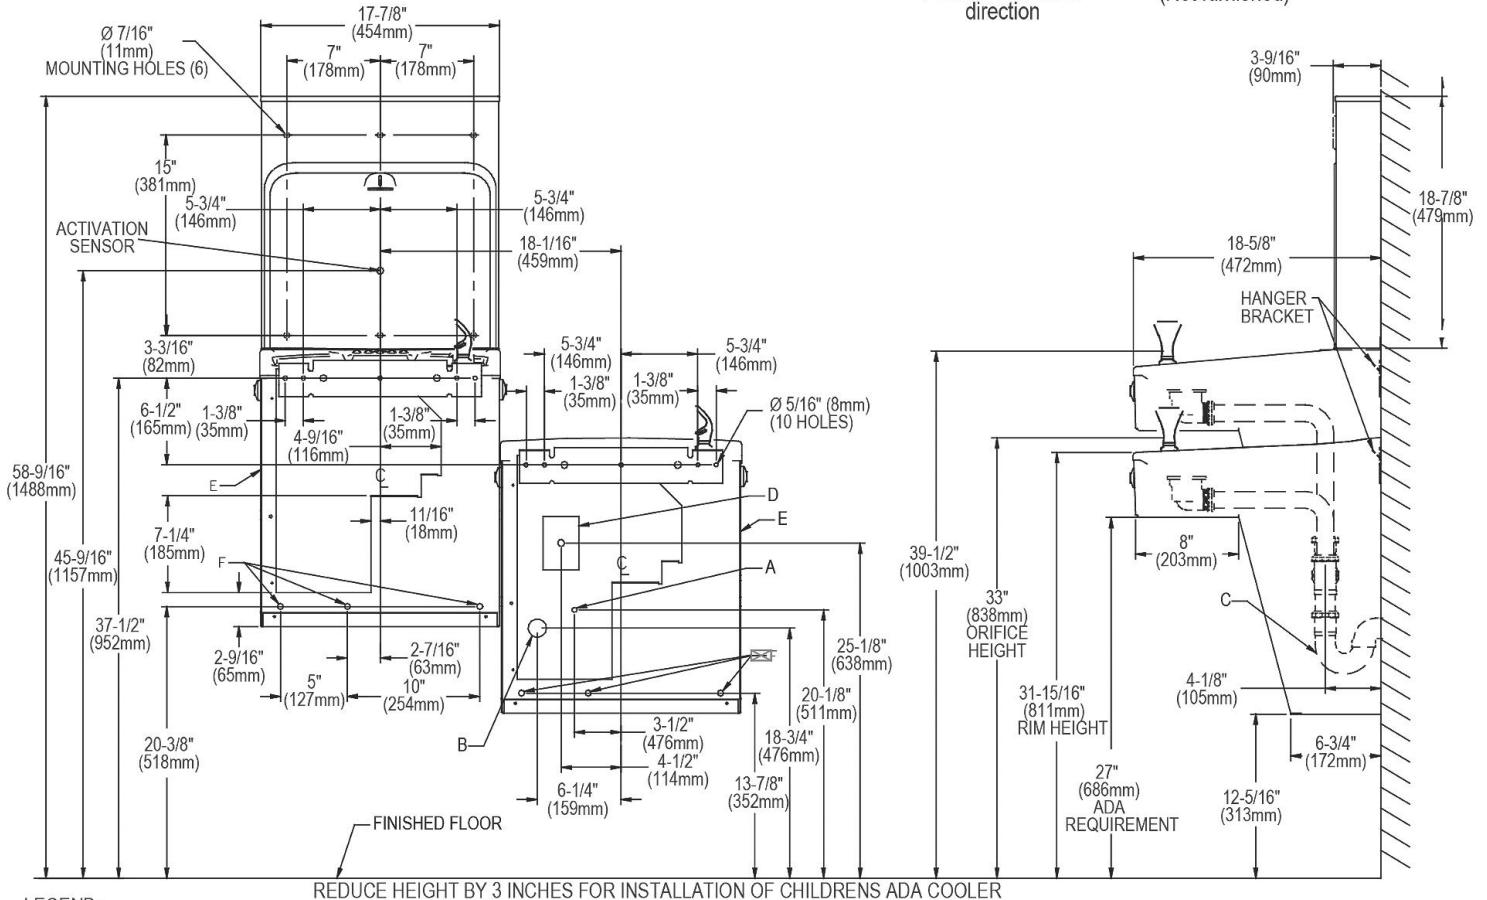 direction
17-7/8"
(454mm)
Ø 7/16"
(11mm)
MOUNTING HOLES (6)
7"
(178mm)
7"
(178mm)
3-9/16"
(90mm)
15"
(381mm)
5-3/4"
(146mm)
5-3/4"
(146mm)
ACTIVATION
SENSOR
18-1/16"
(459mm)
18-7/8"
(479mm)
18-5/8"
(472mm)
HANGER
BRACKET
3-3/16"
(82mm)
5-3/4"
(146mm)
5-3/4"
(146mm)
1-3/8"
(35mm)
1-3/8"
(35mm)
6-1/2"
(165mm)
1-3/8"
(35mm)
1-3/8"
(35mm)
4-9/16"
(116mm)
Ø 5/16" (8mm)
(10 HOLES)
58-9/16"
(1488mm)
E
C
L
D
E
11/16"
(18mm)
7-1/4"
(185mm)
45-9/16"
(1157mm)
F
C
L
A
39-1/2"
(1003mm)
8"
(203mm)
33"
(838mm)
ORIFICE
HEIGHT
C
37-1/2"
(952mm)
2-9/16"
(65mm)
2-7/16"
(63mm)
5"
(127mm)
10"
(254mm)
25-1/8"
(638mm)
20-1/8"
(511mm)
31-15/16"
(811mm)
RIM HEIGHT
4-1/8"
(105mm)
20-3/8"
(518mm)
B
3-1/2"
(476mm)
4-1/2"
(114mm)
18-3/4"
(476mm)
6-3/4"
(172mm)
6-1/4"
(159mm)
13-7/8"
(352mm)
27"
(686mm)
ADA
REQUIREMENT
12-5/16"
(313mm)
FINISHED FLOOR
REDUCE HEIGHT BY 3 INCHES FOR INSTALLATION OF CHILDRENS ADA COOLER